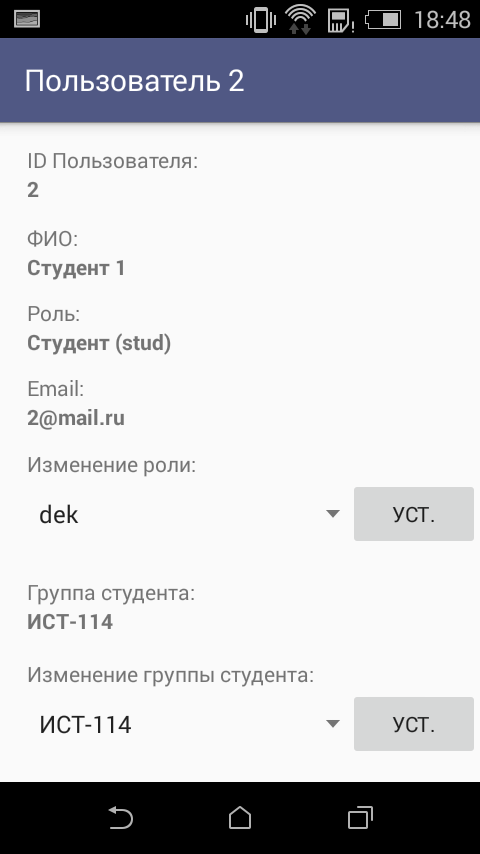 18:48
Пользователь 2
ID Пользователя:
2
ФИО:
Студент 1
Роль:
Студент (stud)
Email:
2@mail.ru
Изменение роли:
dek УСТ.
Группа студента:
ИСТ-114
Изменение группы студента:
ИСТ-114 УСТ.